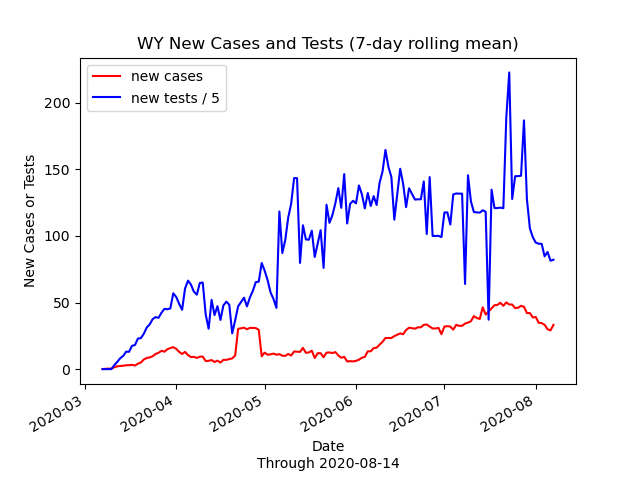 WY New Cases and Tests (7-day rolling mean)
new cases
new tests / 5
New Cases or Tests
200
150
100
50
0
2020-03
2020-04
2020-05
2020-06
2020-07
2020-08
Date
Through 2020-08-14